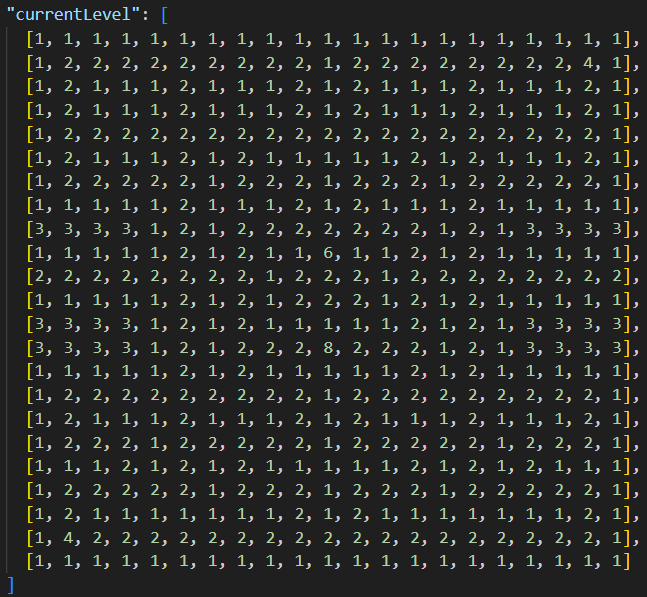 "currentLevel": [
[1, 1, 1, 1, 1, 1, 1, 1, 1, 1, 1, 1, 1, 1, 1, 1, 1, 1, 1, 1, 1],
[1, 2, 2, 2, 2, 2, 2, 2, 2, 2, 1, 2, 2, 2, 2, 2, 2, 2, 2, 4, 1],
[1, 2, 1, 1, 1, 2, 1, 1, 1, 2, 1, 2, 1, 1, 1, 2, 1, 1, 1, 2, 1],
[1, 2, 1, 1, 1, 2, 1, 1, 1, 2, 1, 2, 1, 1, 1, 2, 1, 1, 1, 2, 1],
[1, 2, 2, 2, 2, 2, 2, 2, 2, 2, 2, 2, 2, 2, 2, 2, 2, 2, 2, 2, 1],
[1, 2, 1, 1, 1, 2, 1, 2, 1, 1, 1, 1, 1, 2, 1, 2, 1, 1, 1, 2, 1],
[1, 2, 2, 2, 2, 2, 1, 2, 2, 2, 1, 2, 2, 2, 1, 2, 2, 2, 2, 2, 1],
[1, 1, 1, 1, 1, 2, 1, 1, 1, 2, 1, 2, 1, 1, 1, 2, 1, 1, 1, 1, 1],
[3, 3, 3, 3, 1, 2, 1, 2, 2, 2, 2, 2, 2, 2, 1, 2, 1, 3, 3, 3, 3],
[1, 1, 1, 1, 1, 2, 1, 2, 1, 1, 6, 1, 1, 2, 1, 2, 1, 1, 1, 1, 1],
[2, 2, 2, 2, 2, 2, 2, 2, 1, 2, 2, 2, 1, 2, 2, 2, 2, 2, 2, 2, 2],
[1, 1, 1, 1, 1, 2, 1, 2, 1, 2, 2, 2, 1, 2, 1, 2, 1, 1, 1, 1, 1],
[3, 3, 3, 3, 1, 2, 1, 2, 1, 1, 1, 1, 1, 2, 1, 2, 1, 3, 3, 3, 3],
[3, 3, 3, 3, 1, 2, 1, 2, 2, 2, 8, 2, 2, 2, 1, 2, 1, 3, 3, 3, 3],
[1, 1, 1, 1, 1, 2, 1, 2, 1, 1, 1, 1, 1, 2, 1, 2, 1, 1, 1, 1, 1],
[1, 2, 2, 2, 2, 2, 2, 2, 2, 2, 1, 2, 2, 2, 2, 2, 2, 2, 2, 2, 1],
[1, 2, 1, 1, 1, 2, 1, 1, 1, 2, 1, 2, 1, 1, 1, 2, 1, 1, 1, 2, 1],
[1, 2, 2, 2, 1, 2, 2, 2, 2, 2, 1, 2, 2, 2, 2, 2, 1, 2, 2, 2, 1],
[1, 1, 1, 2, 1, 2, 1, 2, 1, 1, 1, 1, 1, 2, 1, 2, 1, 2, 1, 1, 1],
[1, 2, 2, 2, 2, 2, 1, 2, 2, 2, 1, 2, 2, 2, 1, 2, 2, 2, 2, 2, 1],
[1, 2, 1, 1, 1, 1, 1, 1, 1, 2, 1, 2, 1, 1, 1, 1, 1, 1, 1, 2, 1],
[1, 4, 2, 2, 2, 2, 2, 2, 2, 2, 2, 2, 2, 2, 2, 2, 2, 2, 2, 2, 1],
[1, 1, 1, 1, 1, 1, 1, 1, 1, 1, 1, 1, 1, 1, 1, 1, 1, 1, 1, 1, 1]
]